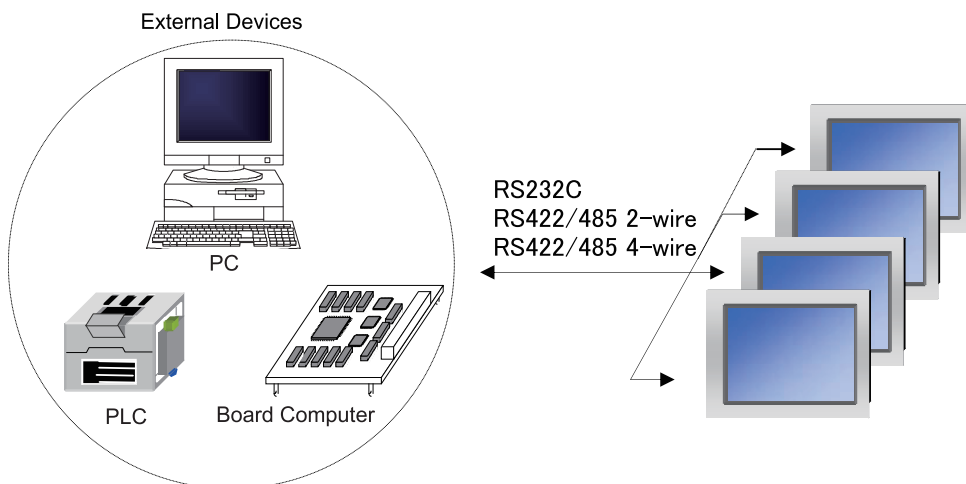 External Devices
PC
PLC
Board Computer
RS232C
RS422/485 2-wire
RS422/485 4-wire